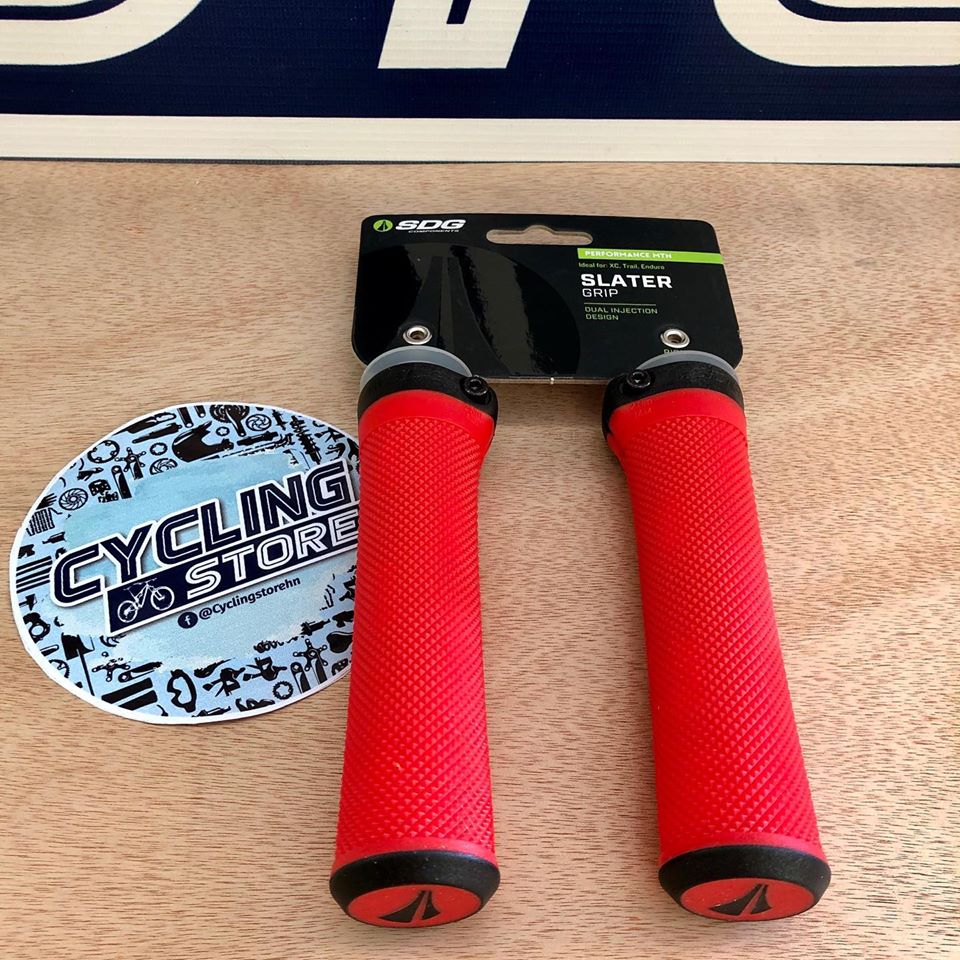 SDG
COMPONENTS
PERFORMANCE MTN
Ideal for: XC, Trail, Enduro
SLATER
GRIP
DUAL INJECTION
DESIGN
CYCLING
STORE
@Cyclingstorehn